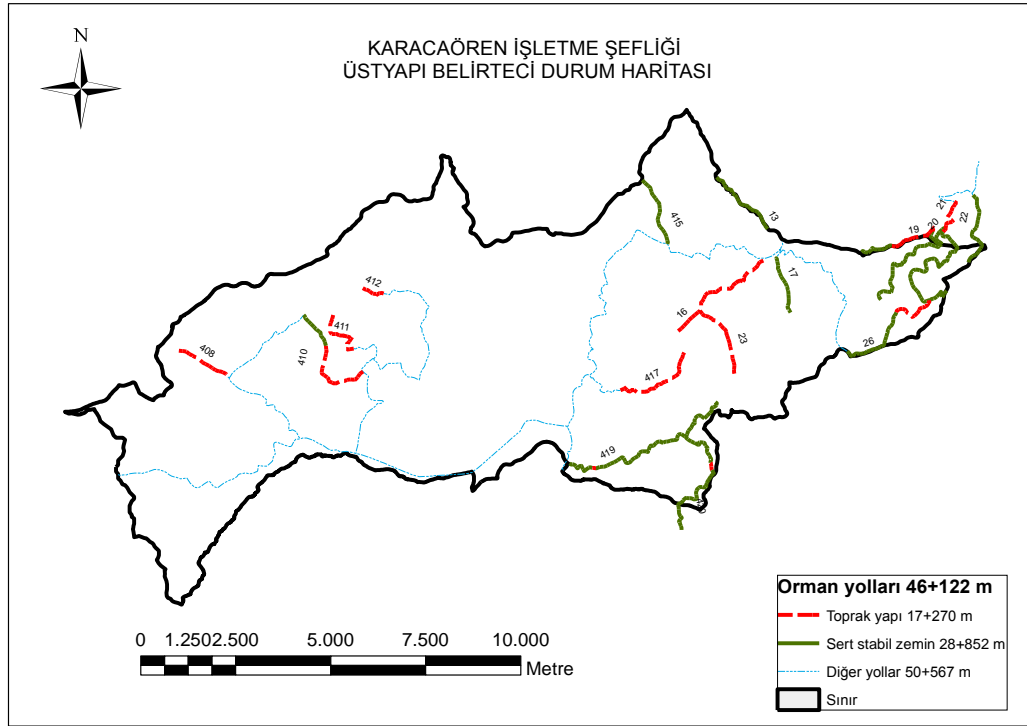 N
KARACAÖREN İŞLETME ŞEFLİĞİ
ÜSTYAPI BELİRTECİ DURUM HARİTASI
415
13
21
20
19
22
17
412
16
411
408
410
23
417
26
419
Orman yolları 46+122 m
Toprak yapı 17+270 m
Sert stabil zemin 28+852 m
Diğer yollar 50+567 m
Sınır
0 1.2502.500 5.000 7.500 10.000
Metre